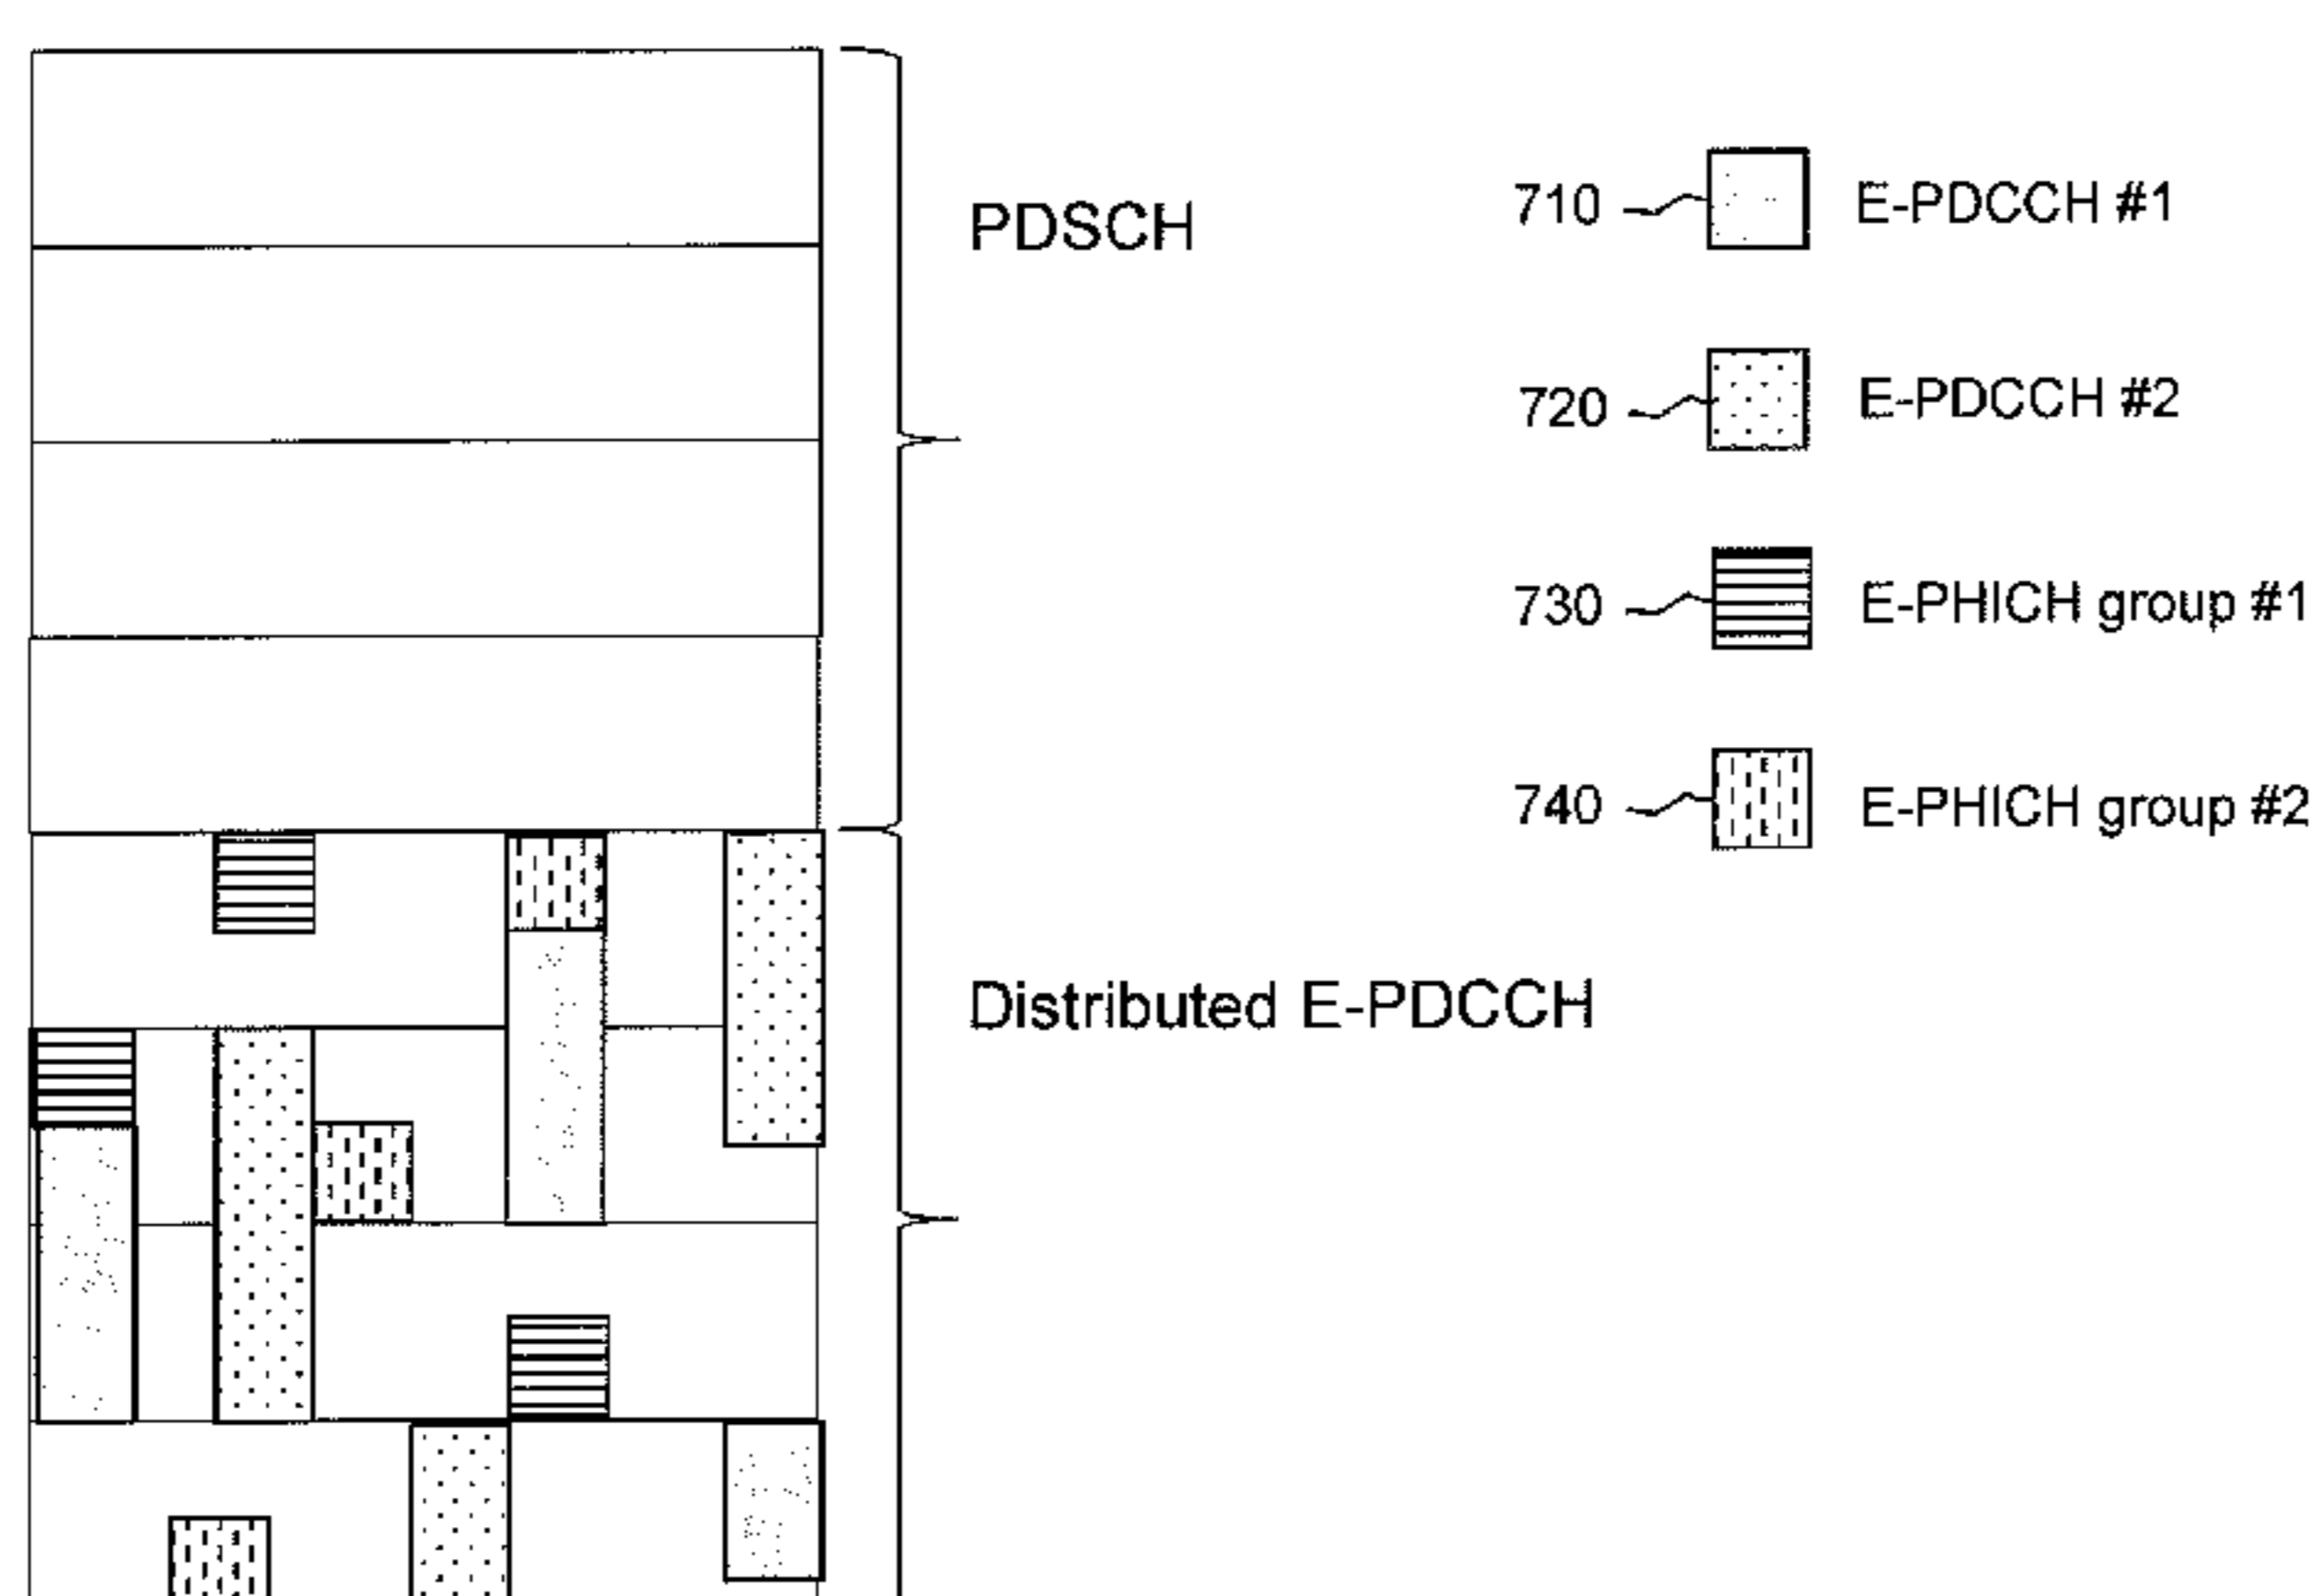 PDSCH
Distributed E-PDCCH
710 E-PDCCH #1
720 E-PDCCH #2
730 E-PHICH group #1
740 E-PHICH group #2